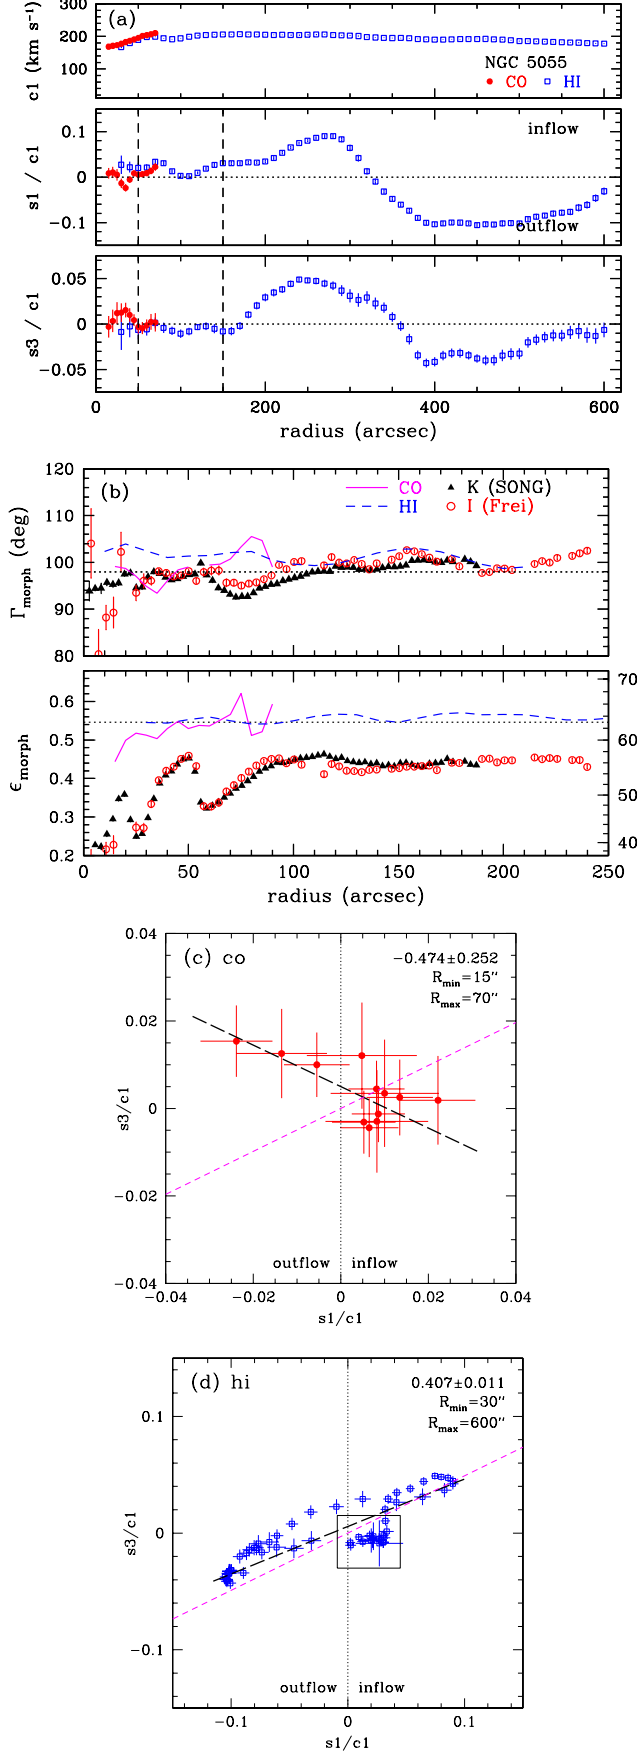 (a)
300
200
100
c1 (km s⁻¹)
NGC 5055
CO HI
0.1
0
−0.1
s1 / c1
inflow
outflow
0.05
0
−0.05
s3 / c1
0 200 400 600
radius (arcsec)
(b)
CO K (SONG)
HI I (Frei)
120
110
100
90
80
Γmorph (deg)
0.6
0.5
0.4
0.3
0.2
ϵmorph
70
60
50
40
0 50 100 150 200 250
radius (arcsec)
(c) co
−0.474±0.252
Rmin=15″
Rmax=70″
0.04
0.02
0
−0.02
−0.04
s3/c1
outflow inflow
−0.04 −0.02 0 0.02 0.04
s1/c1
(d) hi
0.407±0.011
Rmin=30″
Rmax=600″
0.1
0
−0.1
s3/c1
outflow inflow
−0.1 0 0.1
s1/c1